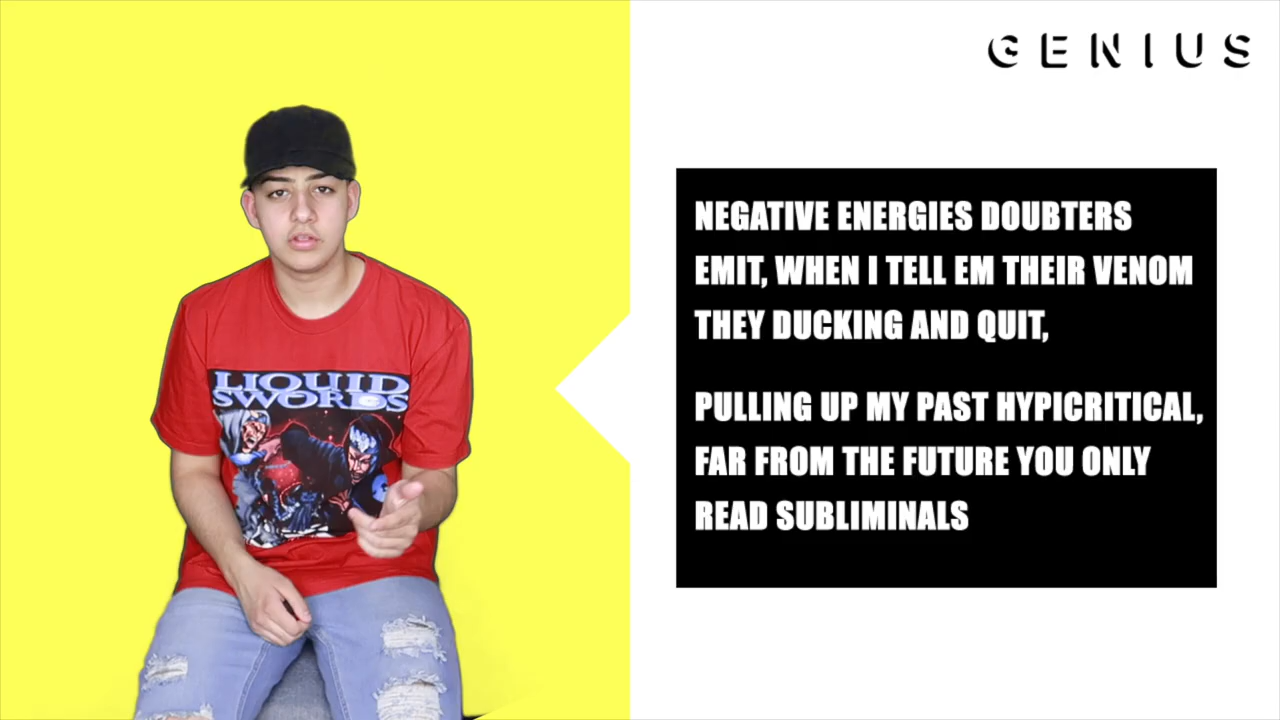 GENIUS
NEGATIVE ENERGIES DOUBTERS
EMIT, WHEN I TELL EM THEIR VENOM
THEY DUCKING AND QUIT,
PULLING UP MY PAST HYPICRITICAL,
FAR FROM THE FUTURE YOU ONLY
READ SUBLIMINALS
LIQUID
SWORDS